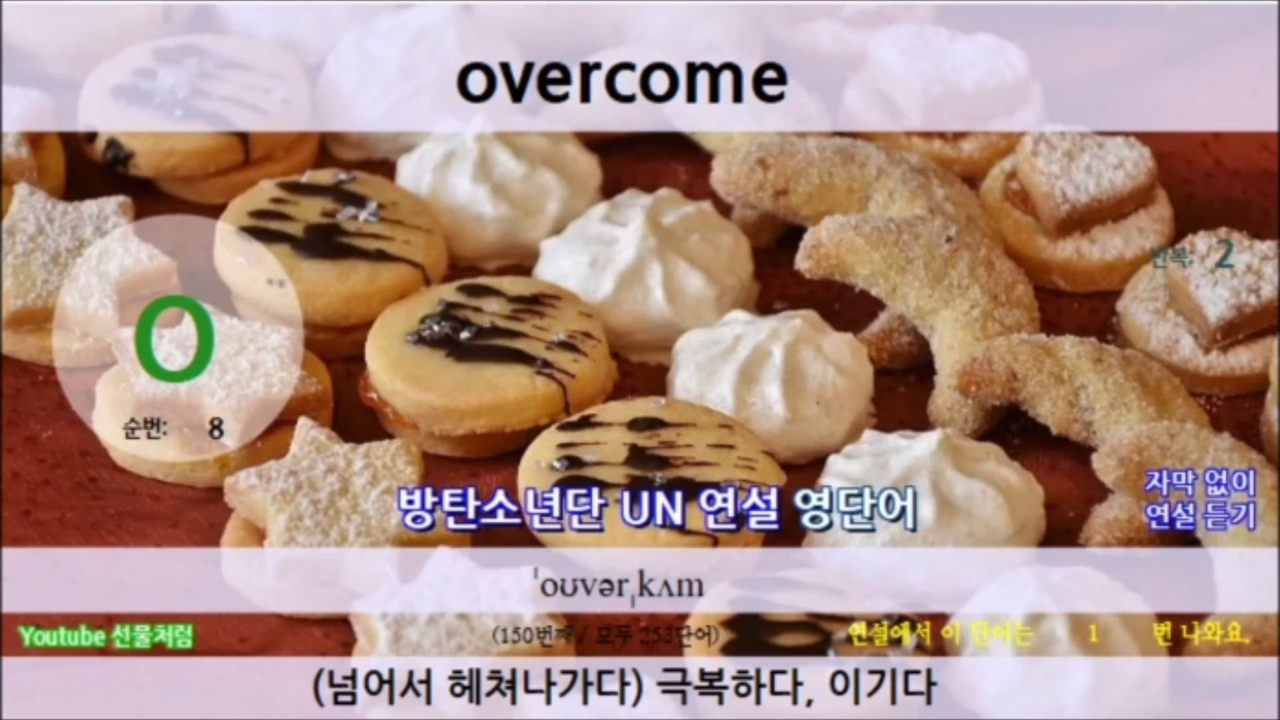 overcome
반복: 2
O
순번: 8
자막 없이
연설 듣기
방탄소년단 UN 연설 영단어
ˈoʊvərˌkʌm
Youtube 선물처럼
(150번째 / 모두 253단어)
연설에서 이 단어는 1 번 나와요.
(넘어서 헤쳐나가다) 극복하다, 이기다